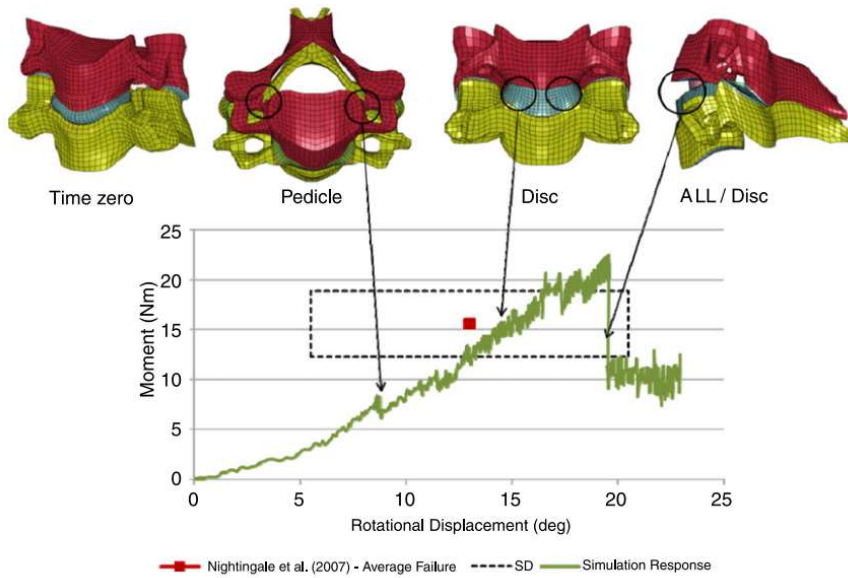 Time zero
Pedicle
Disc
ALL / Disc
25
20
15
10
5
0
Moment (Nm)
0 5 10 15 20 25
Rotational Displacement (deg)
Nightingale et al. (2007) - Average Failure SD Simulation Response